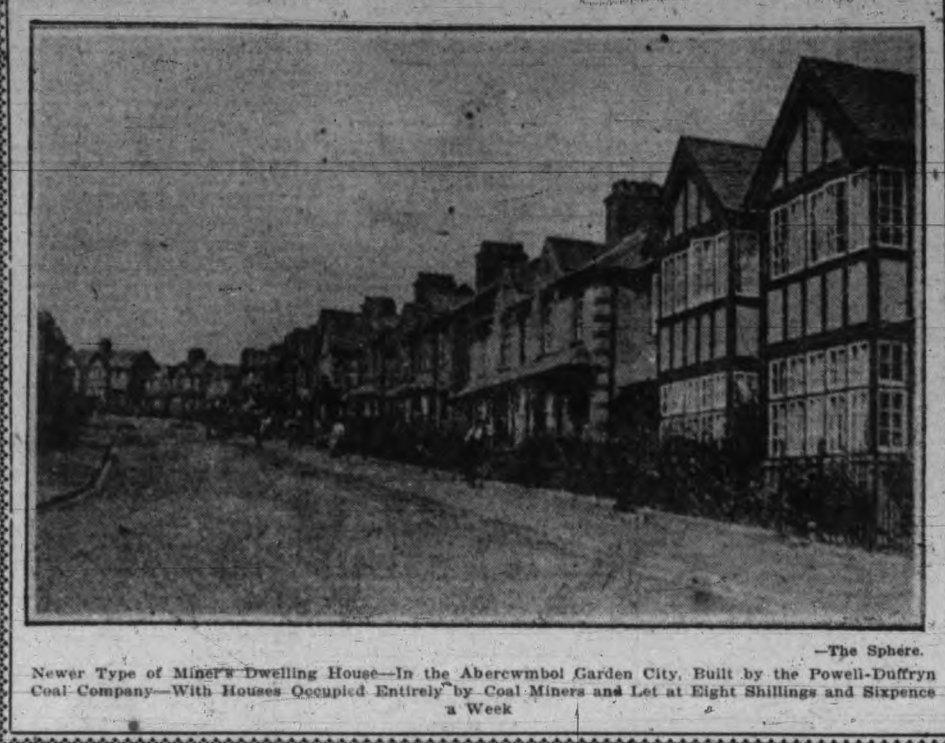 —The Sphere.
Newer Type of Miner's Dwelling House—In the Abercwmbol Garden City, Built by the Powell-Duffryn
Coal Company—With Houses Occupied Entirely by Coal Miners and Let at Eight Shillings and Sixpence
a Week